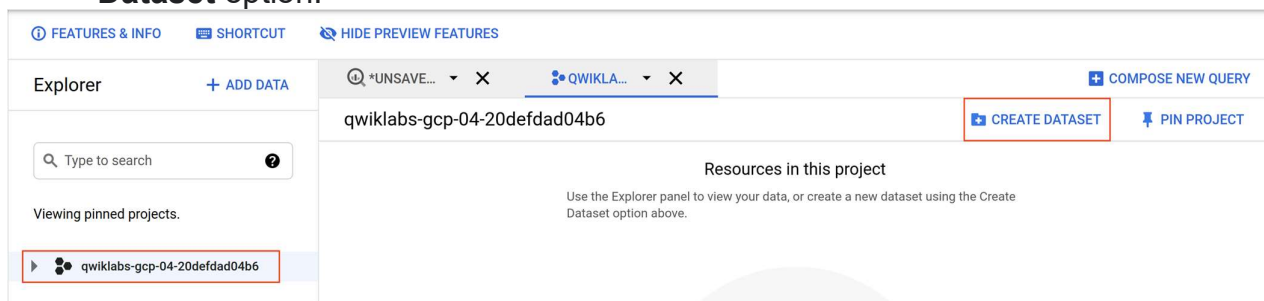 Dataset option.
FEATURES & INFO SHORTCUT HIDE PREVIEW FEATURES
Explorer + ADD DATA
*UNSAVE... QWIKLA... COMPOSE NEW QUERY
qwiklabs-gcp-04-20defdad04b6 CREATE DATASET PIN PROJECT
Type to search
Resources in this project
Use the Explorer panel to view your data, or create a new dataset using the Create
Dataset option above.
Viewing pinned projects.
qwiklabs-gcp-04-20defdad04b6